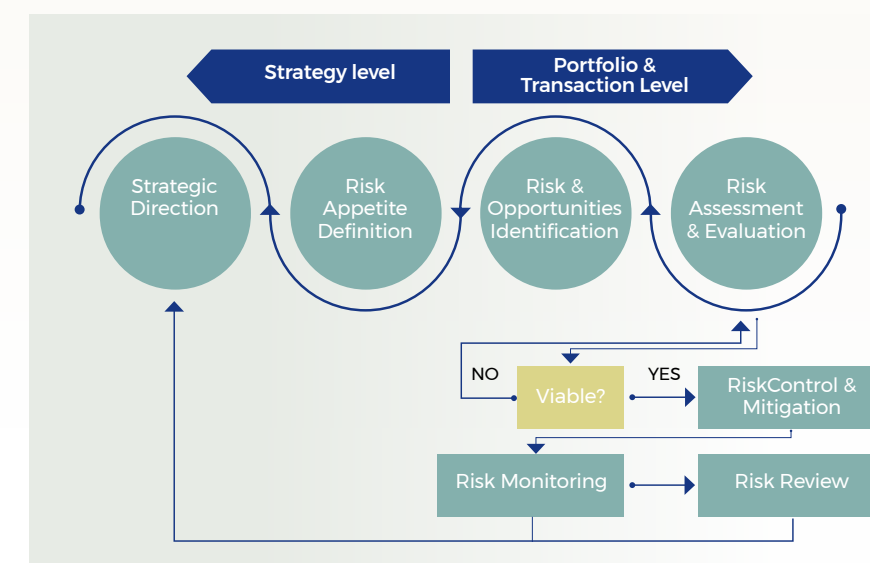 Strategy level
Portfolio &
Transaction Level
Strategic
Direction
Risk
Appetite
Definition
Risk &
Opportunities
Identification
Risk
Assessment
& Evaluation
NO
Viable?
YES
RiskControl &
Mitigation
Risk Monitoring
Risk Review